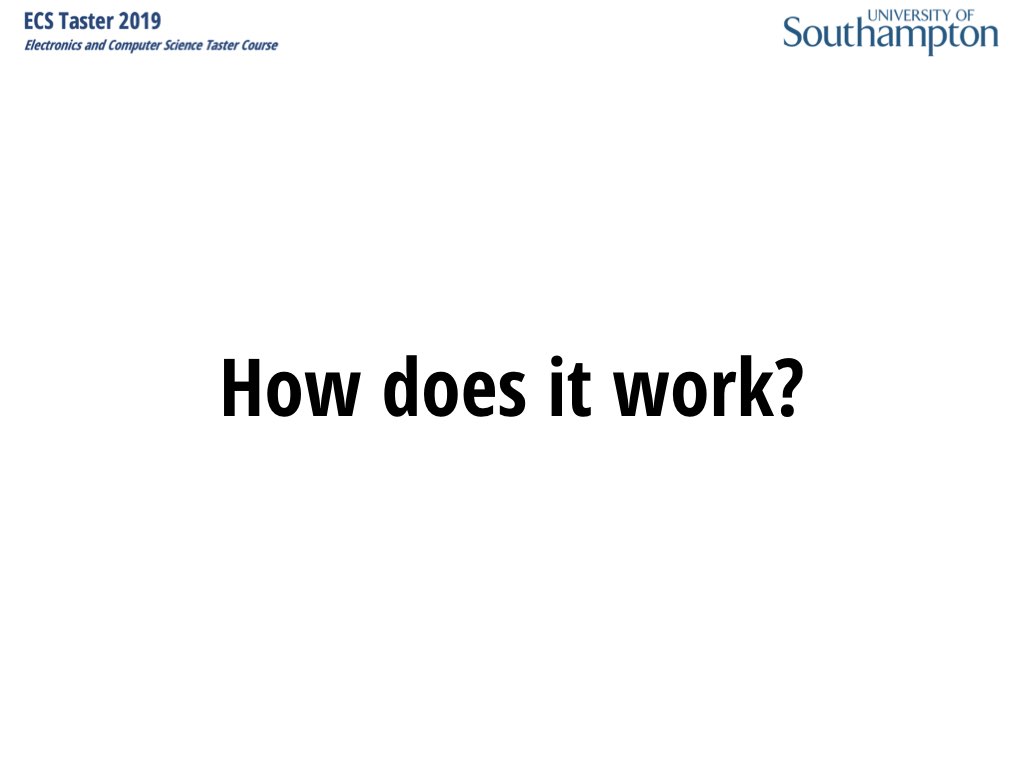 ECS Taster 2019
Electronics and Computer Science Taster Course
UNIVERSITY OF
Southampton
How does it work?